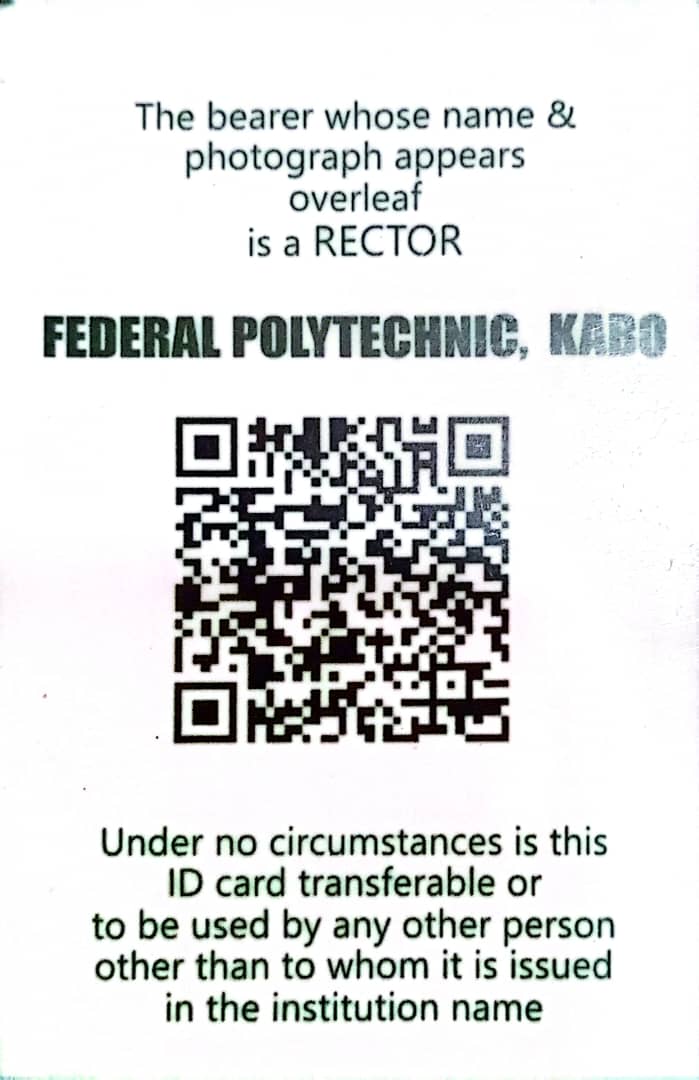 The bearer whose name &
photograph appears
overleaf
is a RECTOR
FEDERAL POLYTECHNIC, KABO
Under no circumstances is this
ID card transferable or
to be used by any other person
other than to whom it is issued
in the institution name